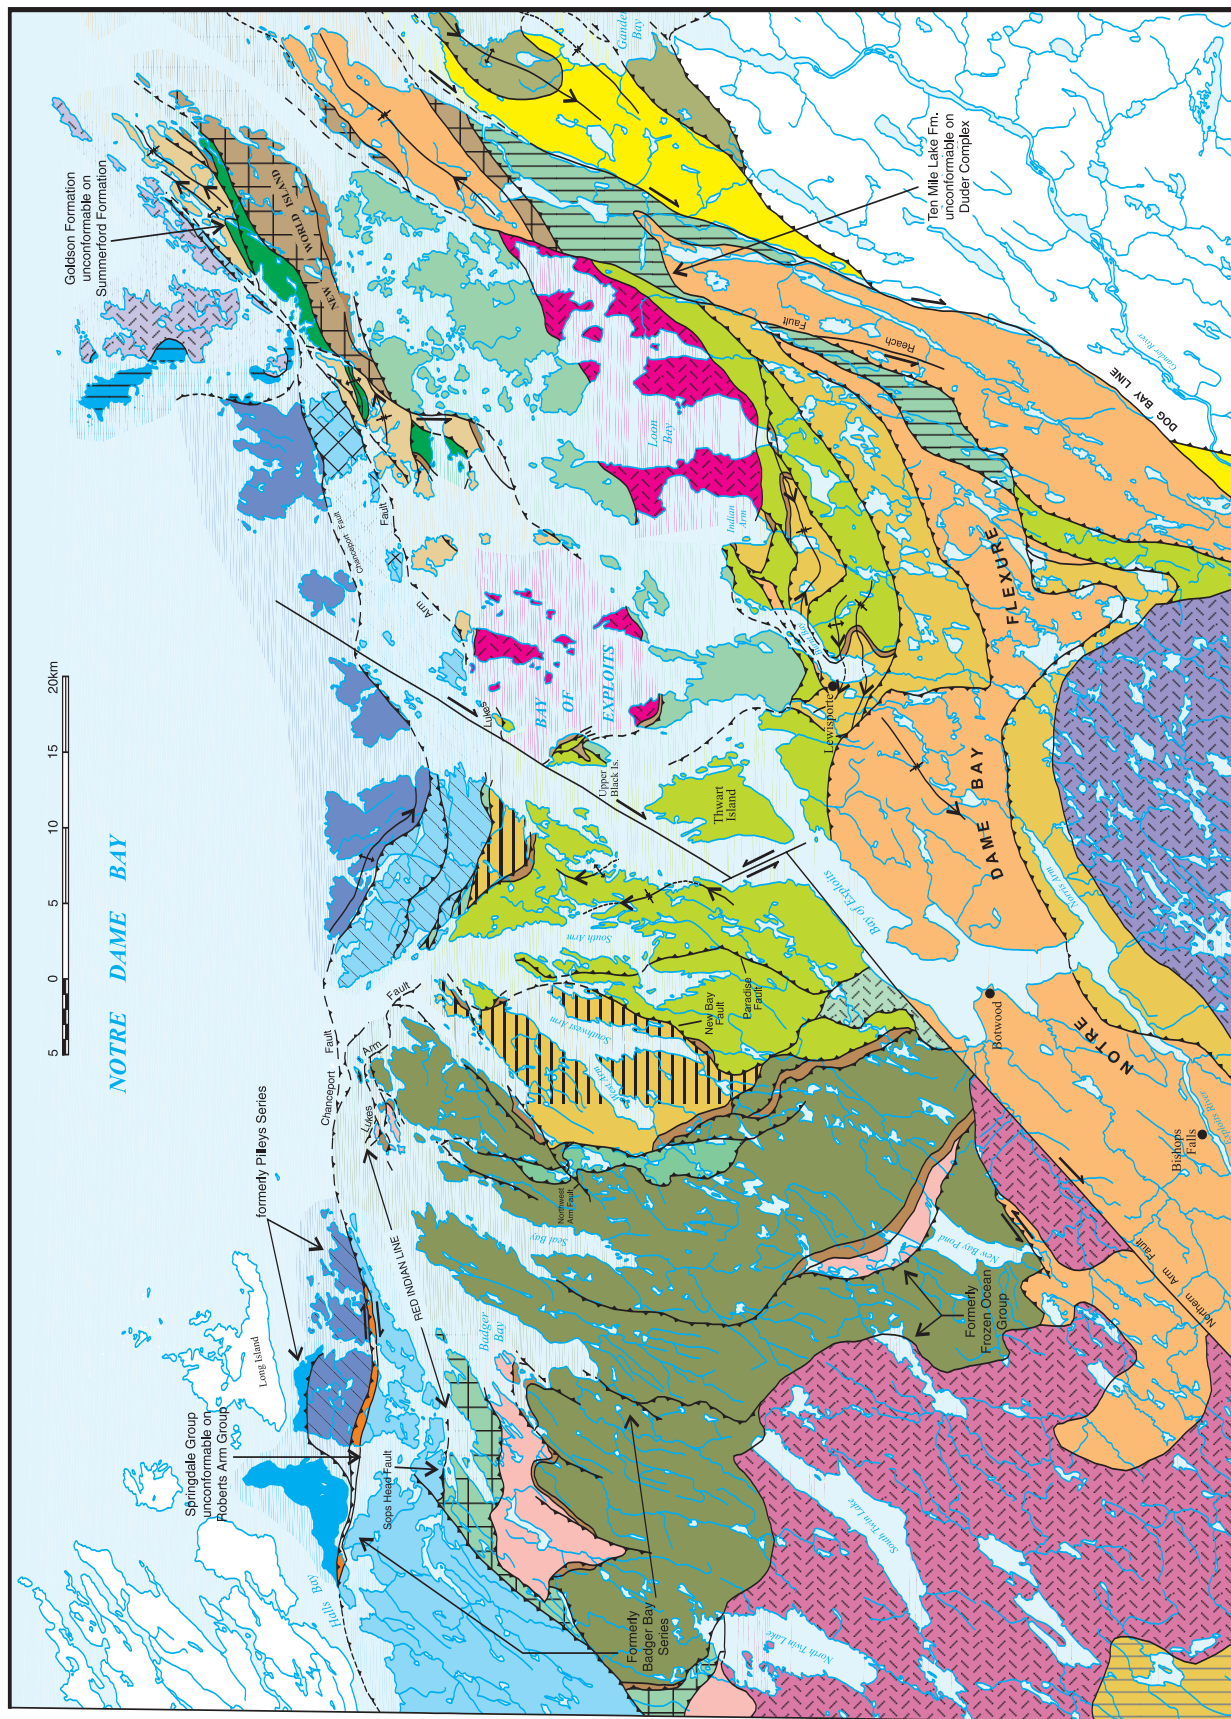 NOTRE DAME BAY
5 0 5 10 15 20km
Goldson Formation
unconformable on
Summerford Formation
NEW WORLD ISLAND
Gander
Bay
Ten Mile Lake Fm.
unconformable on
Duder Complex
Reach
Fault
DOG BAY LINE
Gander River
Loon
Bay
Indian
Arm
Chanceport Fault
Lukes
Arm
Fault
BAY
OF
EXPLOITS
Upper
Black Is.
Thwart
Island
Lewisporte
NOTRE DAME BAY FLEXURE
Bay of Exploits
Norris Arm
Botwood
Bishops
Falls
Exploits River
South Arm
Southwest Arm
West Arm
New Bay
Fault
Paradise
Fault
Chanceport Fault
Lukes
Arm
Fault
formerly Pilleys Series
RED INDIAN LINE
Northwest
Arm Fault
Seal Bay
Badger
Bay
New Bay Pond
Formerly
Frozen Ocean
Group
Northern
Arm
Fault
Long Island
Springdale Group
unconformable on
Roberts Arm Group
Sops Head Fault
Halls Bay
Formerly
Badger Bay
Series
South Twin Lake
North Twin Lake